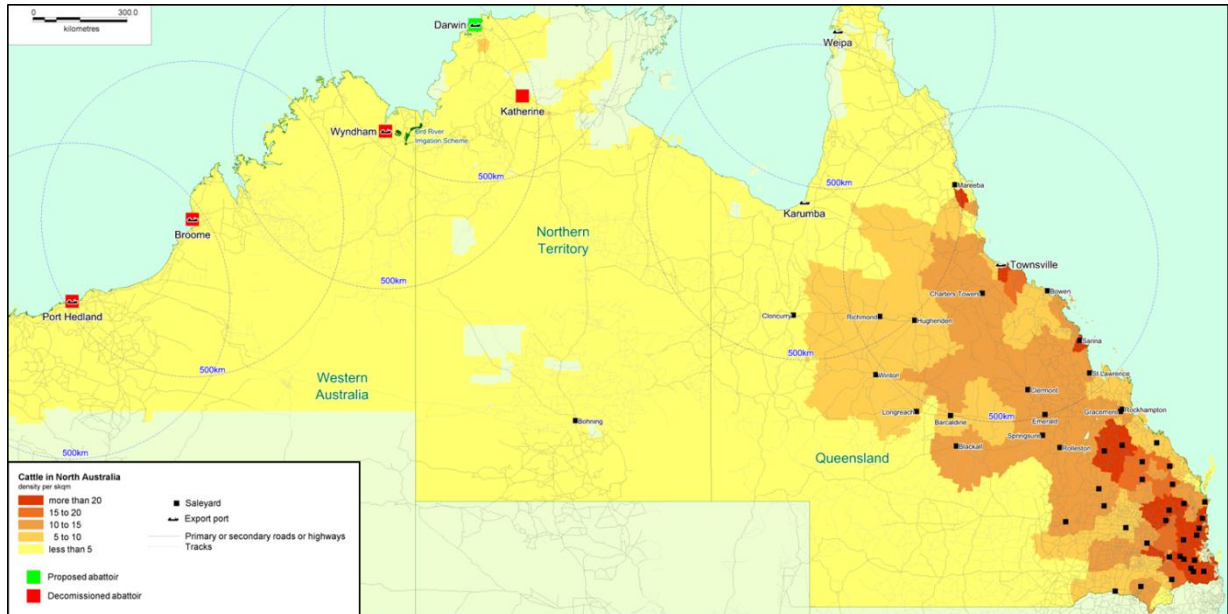 0
300.0
kilometres
Darwin
Weipa
Katherine
Wyndham
Ord River
Irrigation Scheme
500km
500km
Mareeba
Karumba
Broome
Northern
Territory
500km
Townsville
Charters Towers
Bowen
Port Hedland
Cloncurry
Richmond
Hughenden
Sarina
500km
500km
Western
Australia
Winton
St Lawrence
Clermont
Longreach
Barcaldine
500km
Emerald
Gracemere
Rockhampton
Bohning
Springsure
Rolleston
Blackall
500km
Queensland
Cattle in North Australia
density per skqm
more than 20
15 to 20
10 to 15
5 to 10
less than 5
Saleyard
Export port
Primary or secondary roads or highways
Tracks
Proposed abattoir
Decomissioned abattoir